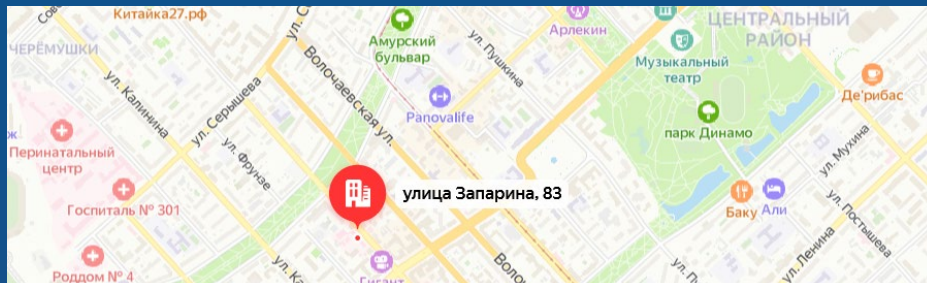 Китайка27.рф
ЧЕРЁМУШКИ
Амурский
бульвар
Арлекин
ЦЕНТРАЛЬНЫЙ
РАЙОН
ул. Пушкина
Музыкальный
театр
Волочаевская ул.
ул. Серышева
ул. Калинина
Panovalife
Де'рибас
парк Динамо
Перинатальный
центр
ул. Фрунзе
ул. Мухина
улица Запарина, 83
Госпиталь № 301
Баку
Али
ул. Постышева
ул. Ленина
Роддом № 4
Гигант